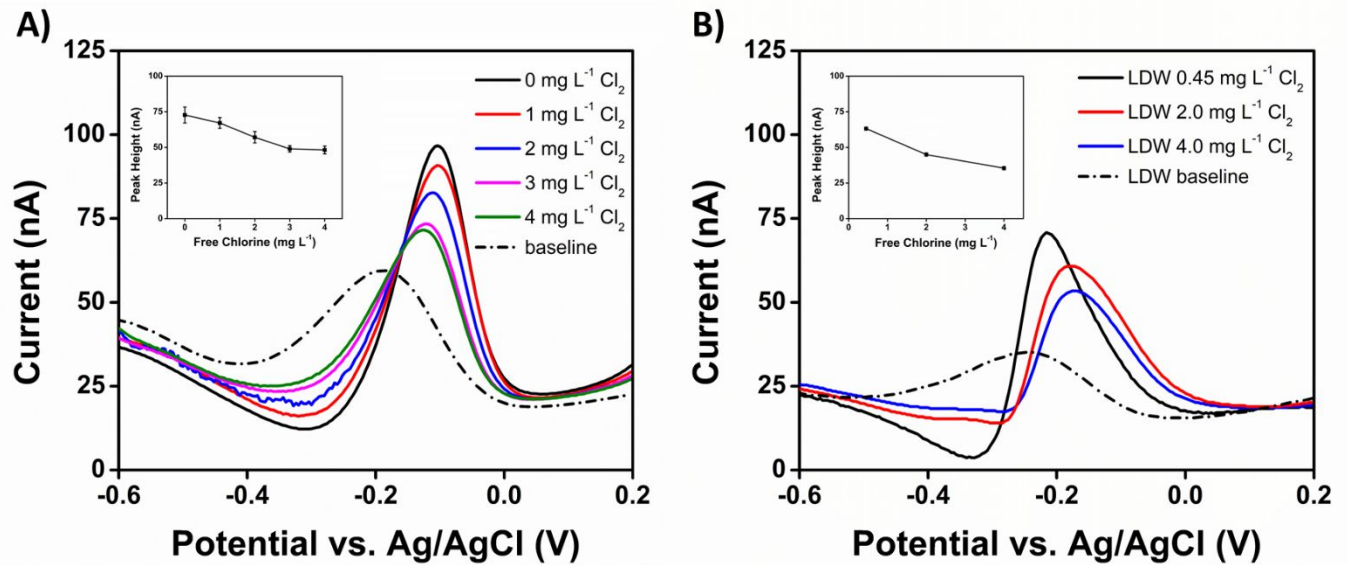 A)
125
100
75
50
25
0
Current (nA)
-0.6
-0.4
-0.2
0.0
0.2
Potential vs. Ag/AgCl (V)
0 mg L⁻¹ Cl₂
1 mg L⁻¹ Cl₂
2 mg L⁻¹ Cl₂
3 mg L⁻¹ Cl₂
4 mg L⁻¹ Cl₂
baseline
100
75
50
25
0
Peak Height (nA)
0
1
2
3
4
Free Chlorine (mg L⁻¹)
B)
125
100
75
50
25
0
Current (nA)
-0.6
-0.4
-0.2
0.0
0.2
Potential vs. Ag/AgCl (V)
LDW 0.45 mg L⁻¹ Cl₂
LDW 2.0 mg L⁻¹ Cl₂
LDW 4.0 mg L⁻¹ Cl₂
LDW baseline
100
75
50
25
0
Peak Height (nA)
0
1
2
3
4
Free Chlorine (mg L⁻¹)